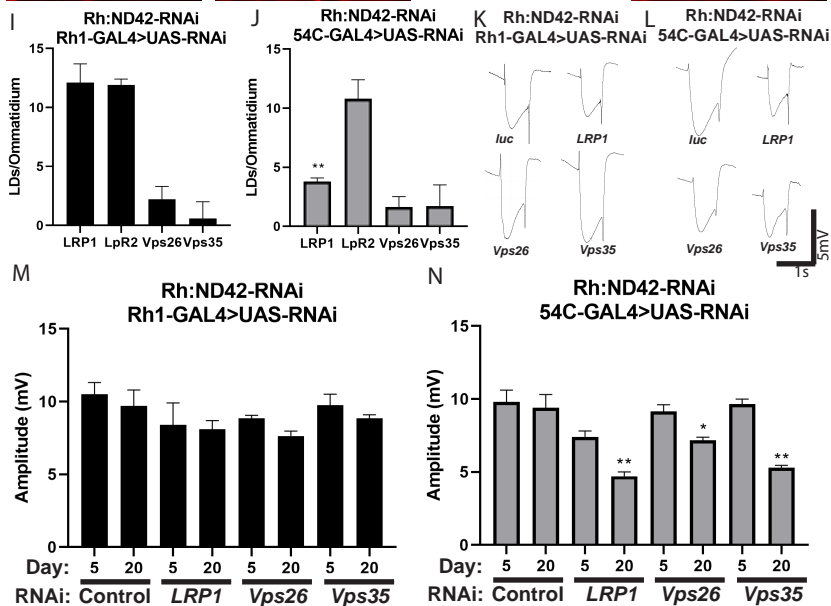 I
Rh:ND42-RNAi
Rh1-GAL4>UAS-RNAi
LDs/Ommatidium
15
10
5
0
LRP1 LpR2 Vps26 Vps35
J
Rh:ND42-RNAi
54C-GAL4>UAS-RNAi
LDs/Ommatidium
15
10
5
0
**
LRP1 LpR2 Vps26 Vps35
K
Rh:ND42-RNAi
Rh1-GAL4>UAS-RNAi
luc LRP1
Vps26 Vps35
L
Rh:ND42-RNAi
54C-GAL4>UAS-RNAi
luc LRP1
Vps26 Vps35
5mV
1s
M
Rh:ND42-RNAi
Rh1-GAL4>UAS-RNAi
Amplitude (mV)
15
10
5
0
Day: 5 20 5 20 5 20 5 20
RNAi: Control LRP1 Vps26 Vps35
N
Rh:ND42-RNAi
54C-GAL4>UAS-RNAi
Amplitude (mV)
15
10
5
0
** * **
Day: 5 20 5 20 5 20 5 20
RNAi: Control LRP1 Vps26 Vps35